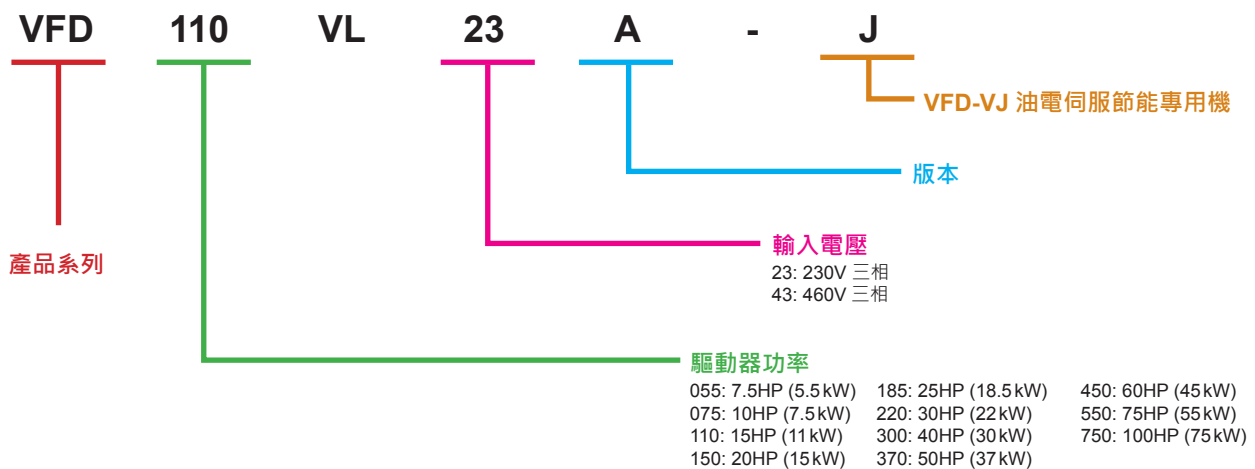 VFD 110 VL 23 A - J
VFD-VJ 油電伺服節能專用機
版本
輸入電壓
產品系列
23: 230V 三相
43: 460V 三相
驅動器功率
055: 7.5HP (5.5kW) 185: 25HP (18.5kW) 450: 60HP (45kW)
075: 10HP (7.5kW) 220: 30HP (22kW) 550: 75HP (55kW)
110: 15HP (11kW) 300: 40HP (30kW) 750: 100HP (75kW)
150: 20HP (15kW) 370: 50HP (37kW)